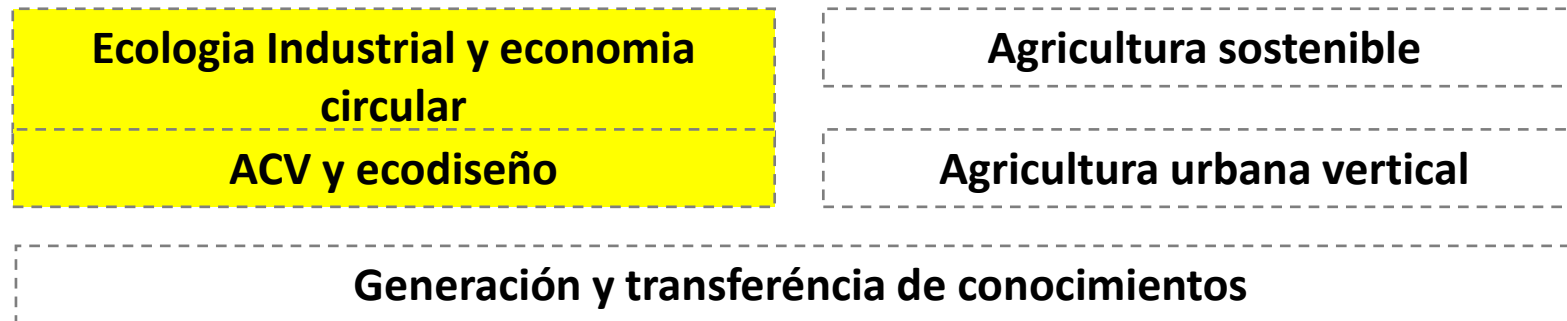 Ecologia Industrial y economia
circular
ACV y ecodiseño
Agricultura sostenible
Agricultura urbana vertical
Generación y transferéncia de conocimientos